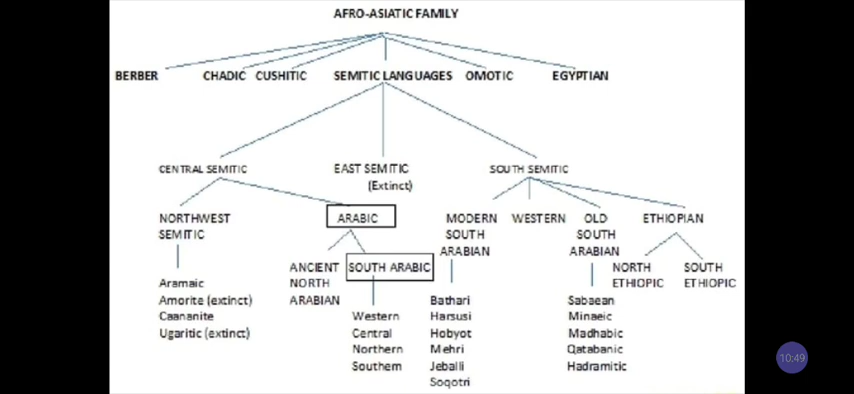 AFRO-ASIATIC FAMILY
BERBER CHADIC CUSHITIC SEMITIC LANGUAGES OMOTIC EGYPTIAN
CENTRAL SEMITIC EAST SEMITIC SOUTH SEMITIC
(Extinct)
NORTHWEST ARABIC MODERN WESTERN OLD ETHIOPIAN
SEMITIC SOUTH SOUTH
ARABIAN ARABIAN
ANCIENT SOUTH ARABIC NORTH SOUTH
NORTH ETHIOPIC ETHIOPIC
ARABIAN
Aramaic
Amorite (extinct) Bathari Sabaean
Caananite Western Harsusi Minaeic
Ugaritic (extinct) Central Hobyot Madhabic
Northern Mehri Qatabanic
Southern Jeballi Hadramitic
Soqotri
10:49